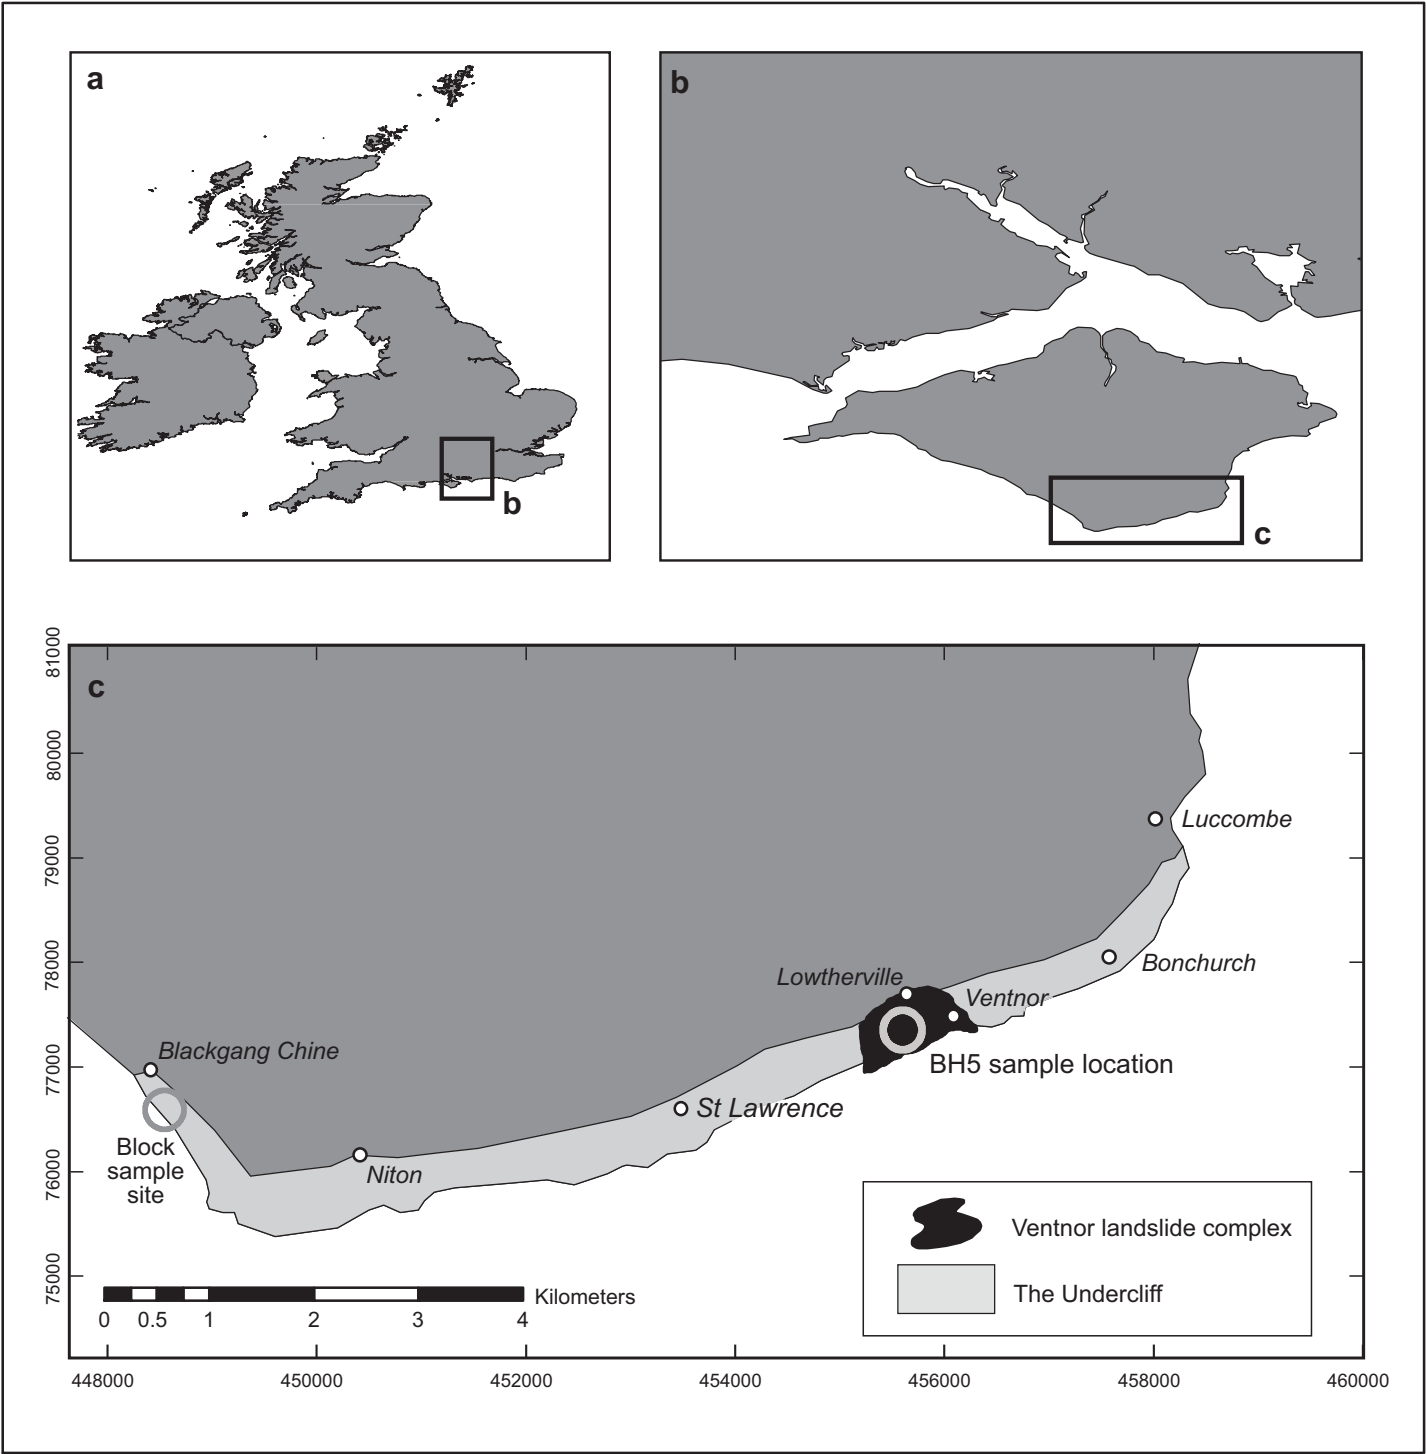 a
b
b
c
c
81000
80000
79000
78000
77000
76000
75000
Luccombe
Bonchurch
Lowtherville
Ventnor
BH5 sample location
Blackgang Chine
St Lawrence
Block
sample
site
Niton
Ventnor landslide complex
The Undercliff
Kilometers
0 0.5 1 2 3 4
448000 450000 452000 454000 456000 458000 460000